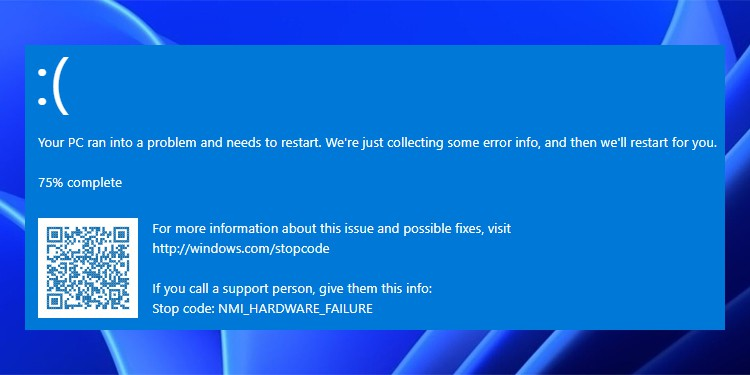 :(
Your PC ran into a problem and needs to restart. We're just collecting some error info, and then we'll restart for you.
75% complete
For more information about this issue and possible fixes, visit
http://windows.com/stopcode
If you call a support person, give them this info:
Stop code: NMI_HARDWARE_FAILURE